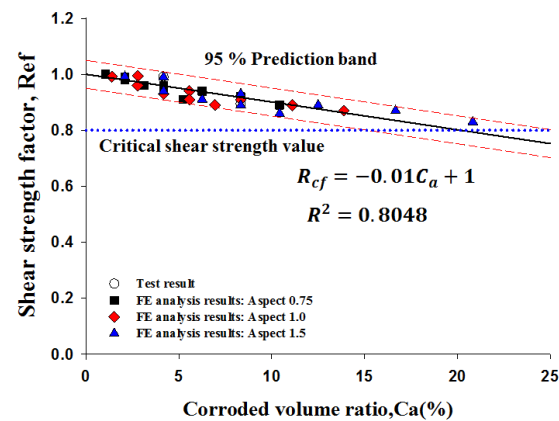 1.2
1.0
0.8
0.6
0.4
0.2
0.0
Shear strength factor, Ref
95 % Prediction band
Critical shear strength value
R_cf = −0.01C_a + 1
R² = 0.8048
Test result
FE analysis results: Aspect 0.75
FE analysis results: Aspect 1.0
FE analysis results: Aspect 1.5
0 5 10 15 20 25
Corroded volume ratio,Ca(%)